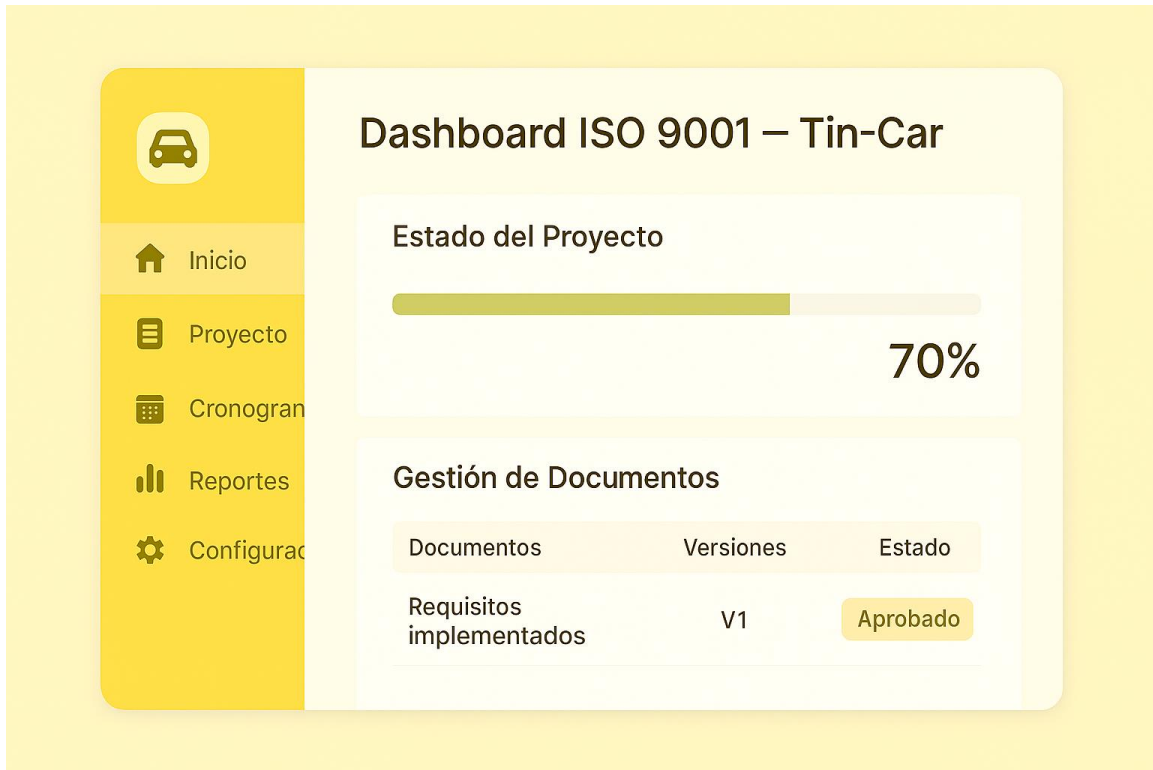 Dashboard ISO 9001 – Tin-Car
Inicio
Proyecto
Cronogran
Reportes
Configurac
Estado del Proyecto
70%
Gestión de Documentos
Documentos Versiones Estado
Requisitos
implementados
V1
Aprobado